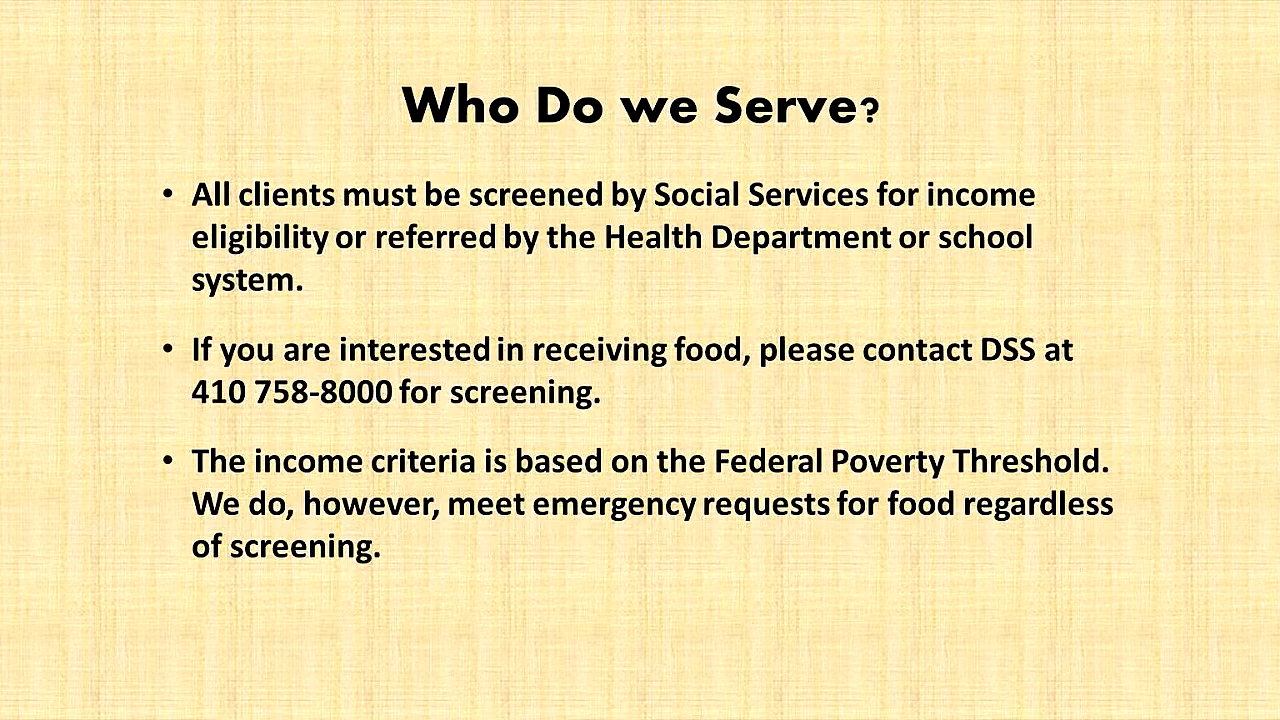 Who Do we Serve?
• All clients must be screened by Social Services for income
eligibility or referred by the Health Department or school
system.
• If you are interested in receiving food, please contact DSS at
410 758-8000 for screening.
• The income criteria is based on the Federal Poverty Threshold.
We do, however, meet emergency requests for food regardless
of screening.